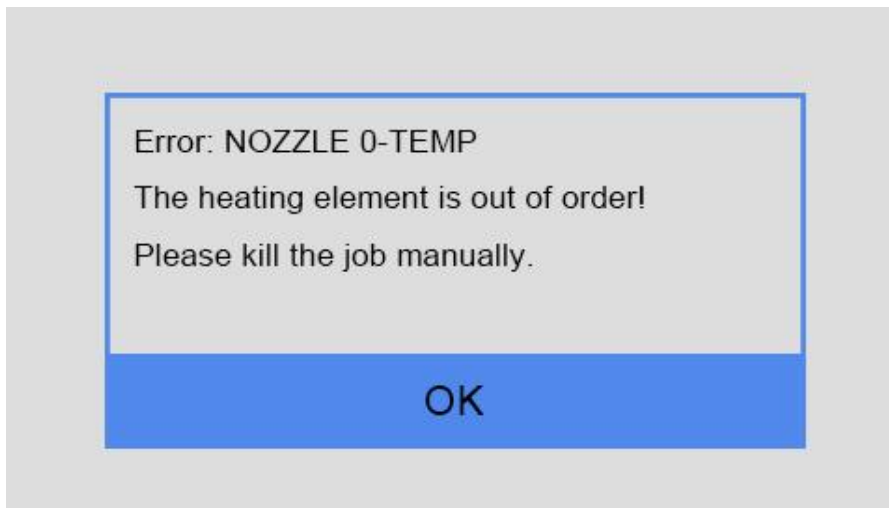 Error: NOZZLE 0-TEMP
The heating element is out of order!
Please kill the job manually.
OK